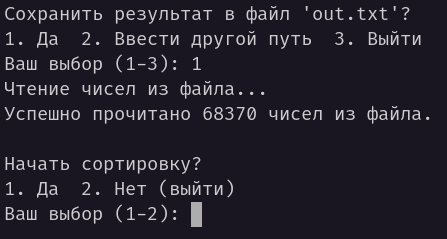 Сохранить результат в файл 'out.txt'?
1. Да  2. Ввести другой путь  3. Выйти
Ваш выбор (1-3): 1
Чтение чисел из файла...
Успешно прочитано 68370 чисел из файла.
Начать сортировку?
1. Да  2. Нет (выйти)
Ваш выбор (1-2):